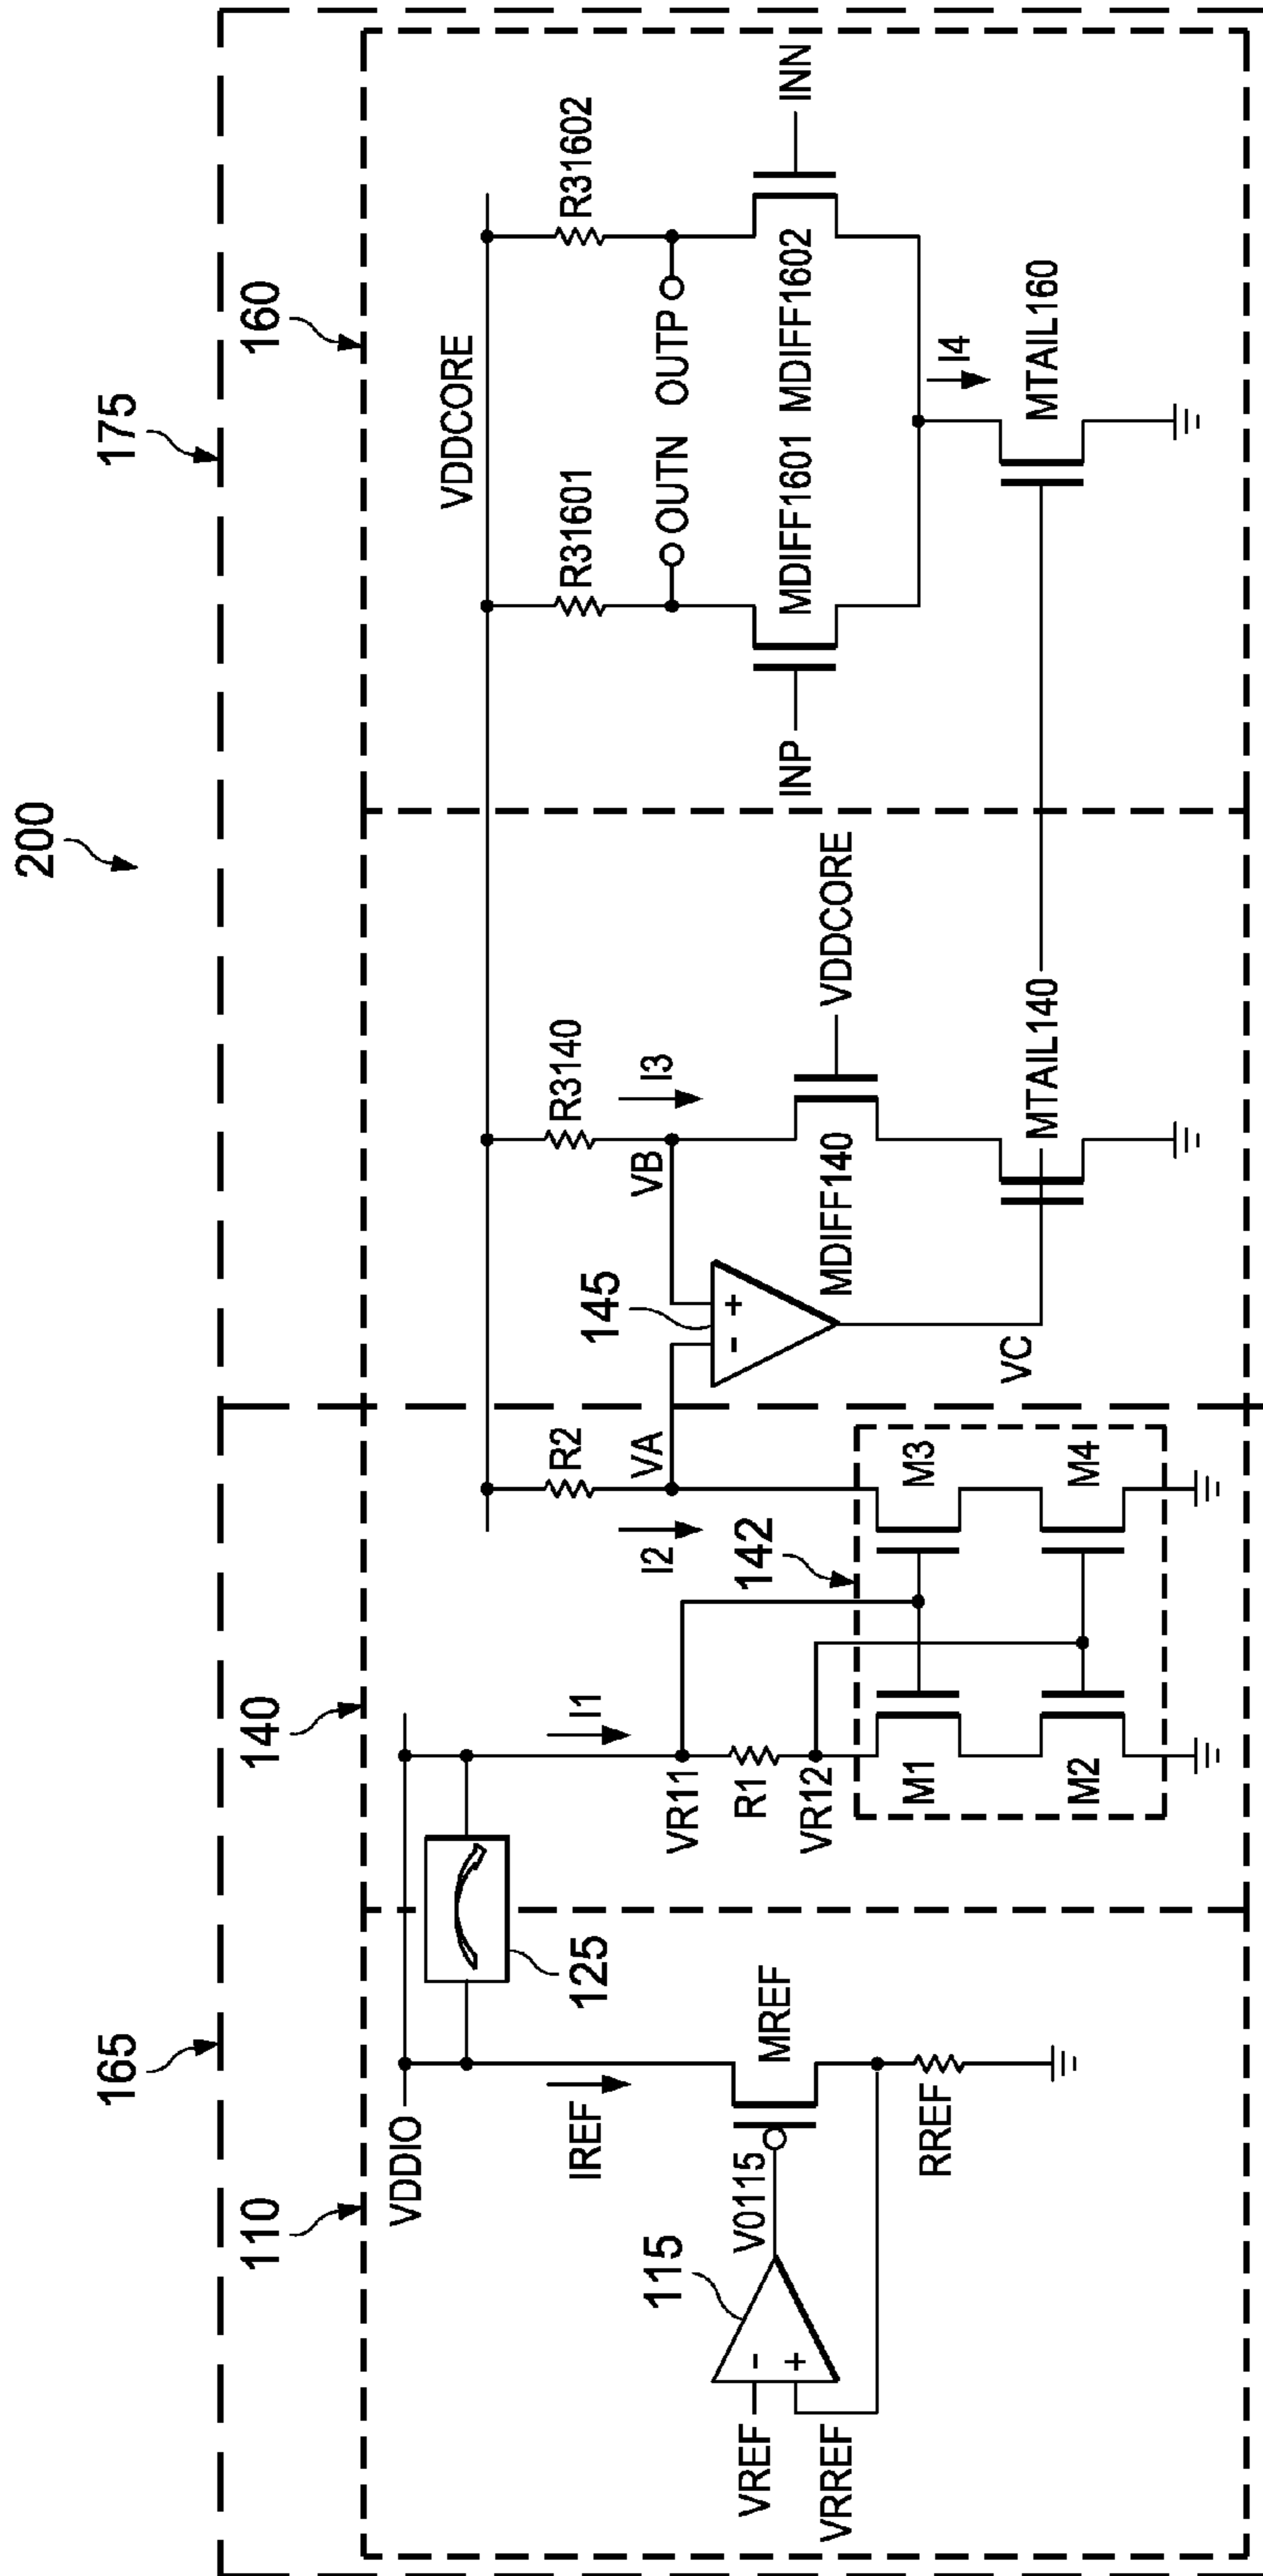 200
165
175
110
140
160
VDDIO
VDDCORE
IREF
125
I1
R2
I2
VA
R3140
I3
VB
R31601
R31602
OUTN
OUTP
VREF
VRREF
115
V0115
MREF
RREF
VR11
R1
VR12
142
M1
M2
M3
M4
145
-
+
-
+
VC
MDIFF140
VDDCORE
MTAIL140
INP
MDIFF1601
MDIFF1602
INN
I4
MTAIL160